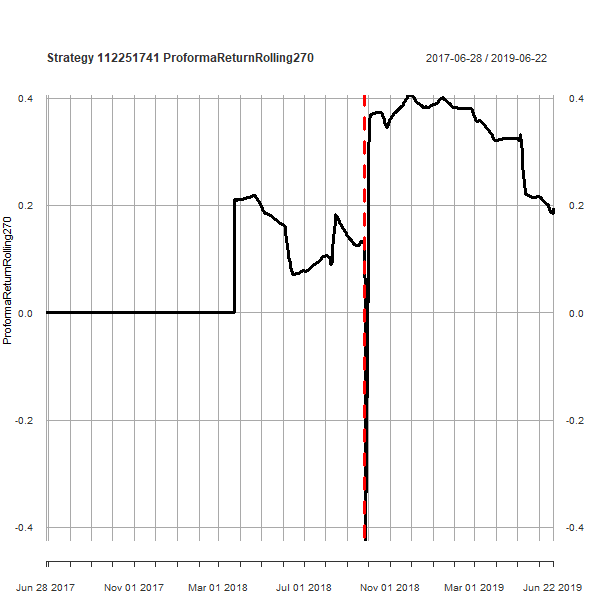 Strategy 112251741 ProformaReturnRolling270
2017-06-28 / 2019-06-22
0.4 0.4
0.2 0.2
0.0 0.0
-0.2 -0.2
-0.4 -0.4
ProformaReturnRolling270
Jun 28 2017 Nov 01 2017 Mar 01 2018 Jul 01 2018 Nov 01 2018 Mar 01 2019 Jun 22 2019